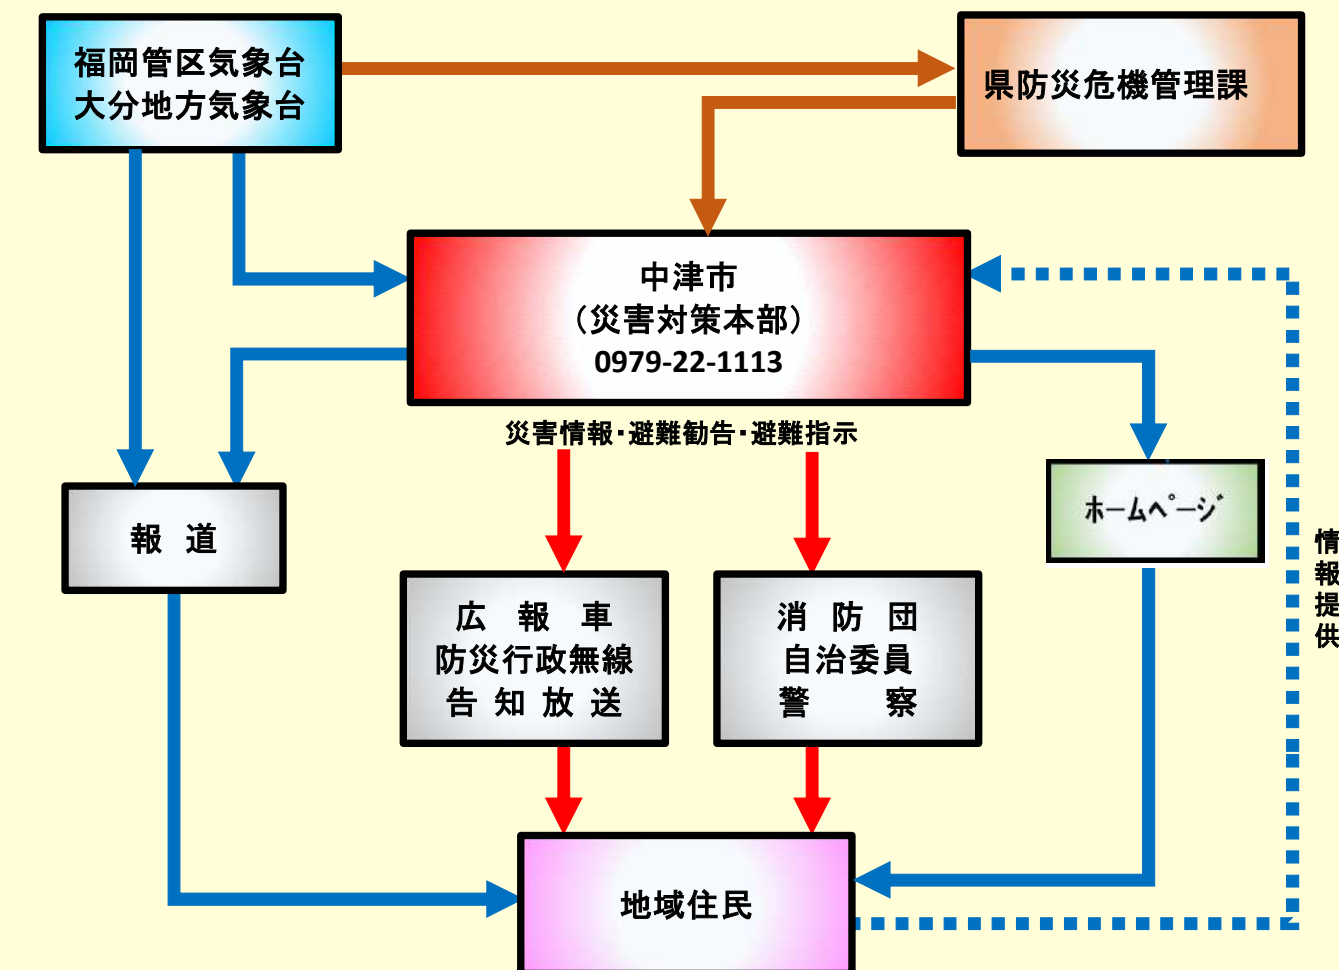 福岡管区気象台
大分地方気象台
県防災危機管理課
中津市
（災害対策本部）
0979-22-1113
災害情報・避難勧告・避難指示
報 道
ﾎｰﾑﾍﾟｰｼﾞ
情報提供
広 報 車
防災行政無線
告 知 放 送
消 防 団
自治委員
警 察
地域住民